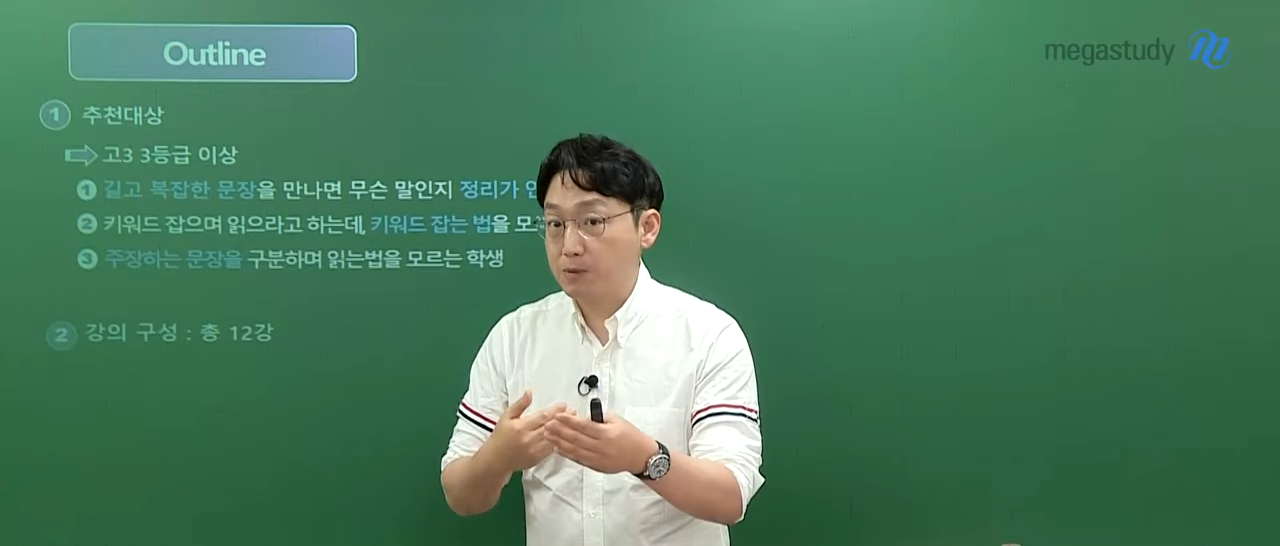 Outline
megastudy
1 추천대상
고3 3등급 이상
1 길고 복잡한 문장을 만나면 무슨 말인지 정리가
2 키워드 잡으며 읽으라고 하는데, 키워드 잡는 법을
3 주장하는 문장을 구분하며 읽는법을 모르는 학생
2 강의 구성 : 총 12강